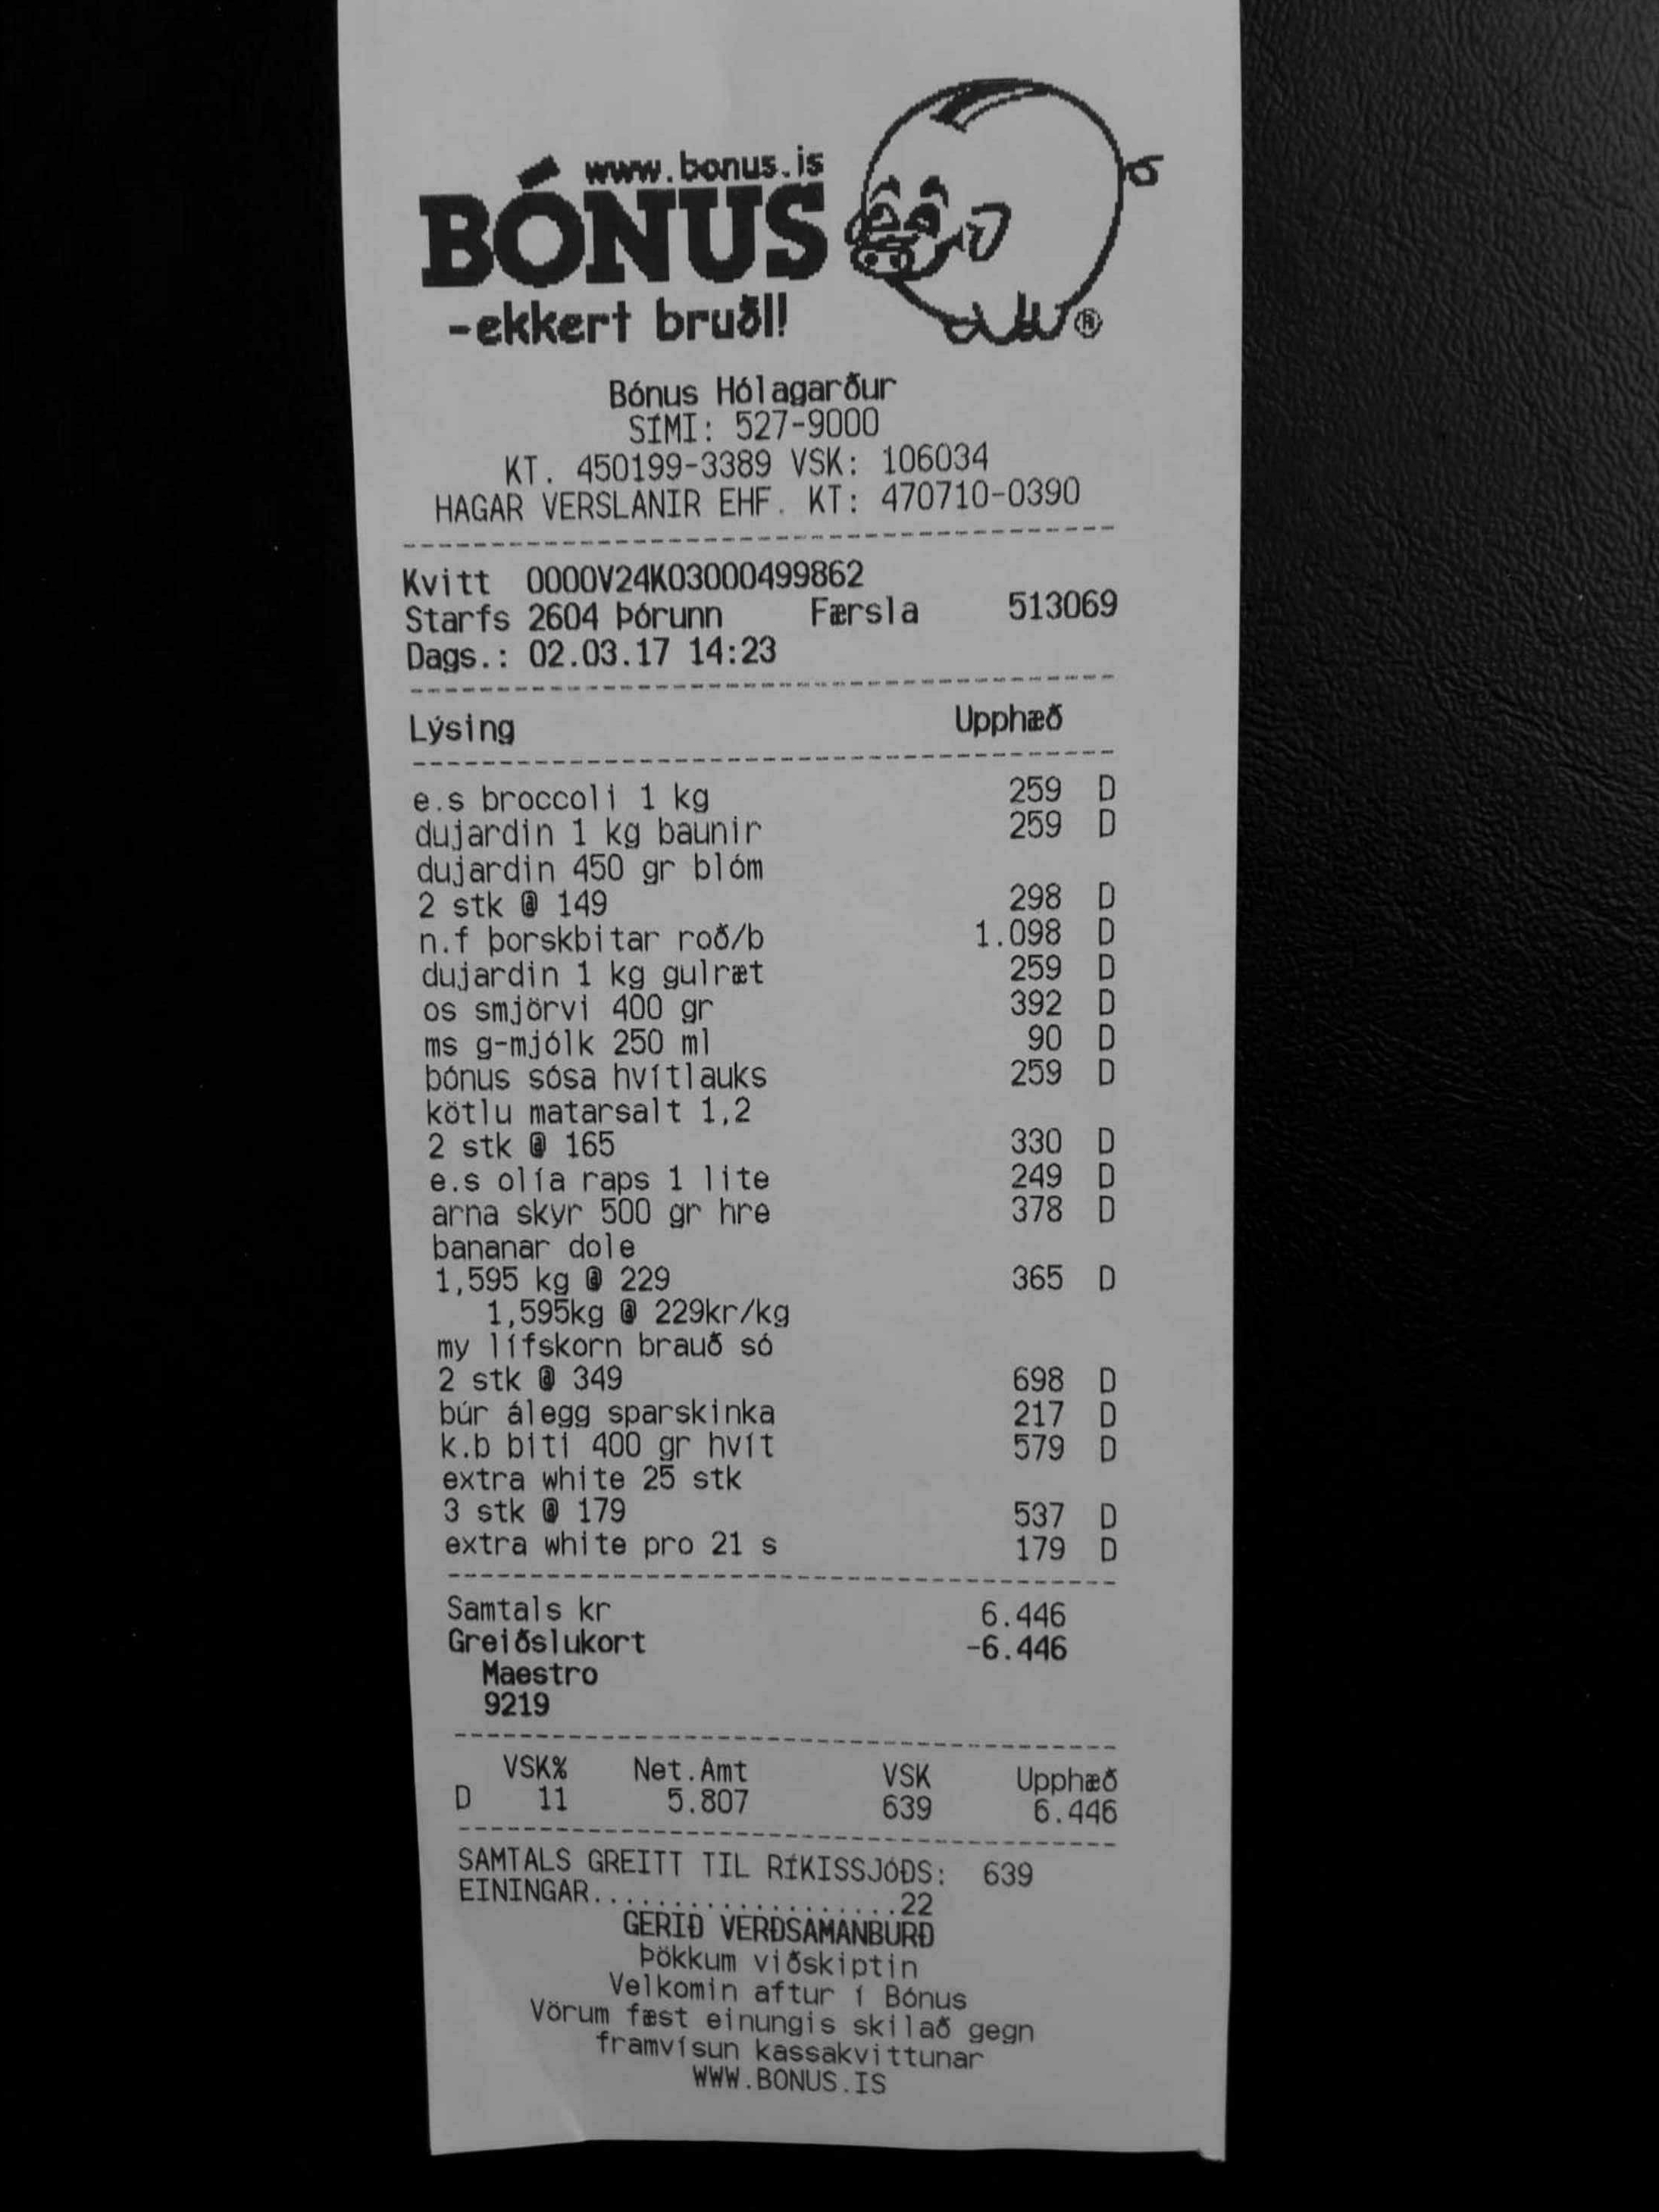 www.bonus.is
BÓNUS
-ekkert bruðl!
®
Bónus Hólagarður
SÍMI: 527-9000
KT. 450199-3389 VSK: 106034
HAGAR VERSLANIR EHF. KT: 470710-0390
Kvitt 0000V24K03000499862
Starfs 2604 Þórunn Færsla 513069
Dags.: 02.03.17 14:23
Lýsing Upphæð
e.s broccoli 1 kg 259 D
dujardin 1 kg baunir 259 D
dujardin 450 gr blóm
2 stk @ 149 298 D
n.f þorskbitar roð/b 1.098 D
dujardin 1 kg gulræt 259 D
os smjörvi 400 gr 392 D
ms g-mjólk 250 ml 90 D
bónus sósa hvítlauks 259 D
kötlu matarsalt 1,2
2 stk @ 165 330 D
e.s olía raps 1 lite 249 D
arna skyr 500 gr hre 378 D
bananar dole
1,595 kg @ 229 365 D
1,595kg @ 229kr/kg
my lífskorn brauð só
2 stk @ 349 698 D
búr álegg sparskinka 217 D
k.b biti 400 gr hvít 579 D
extra white 25 stk
3 stk @ 179 537 D
extra white pro 21 s 179 D
Samtals kr 6.446
Greiðslukort -6.446
Maestro
9219
VSK% Net.Amt VSK Upphæð
D 11 5.807 639 6.446
SAMTALS GREITT TIL RÍKISSJÓÐS: 639
EININGAR...................22
GERIÐ VERÐSAMANBURÐ
Þökkum viðskiptin
Velkomin aftur í Bónus
Vörum fæst einungis skilað gegn
framvísun kassakvittunar
WWW.BONUS.IS